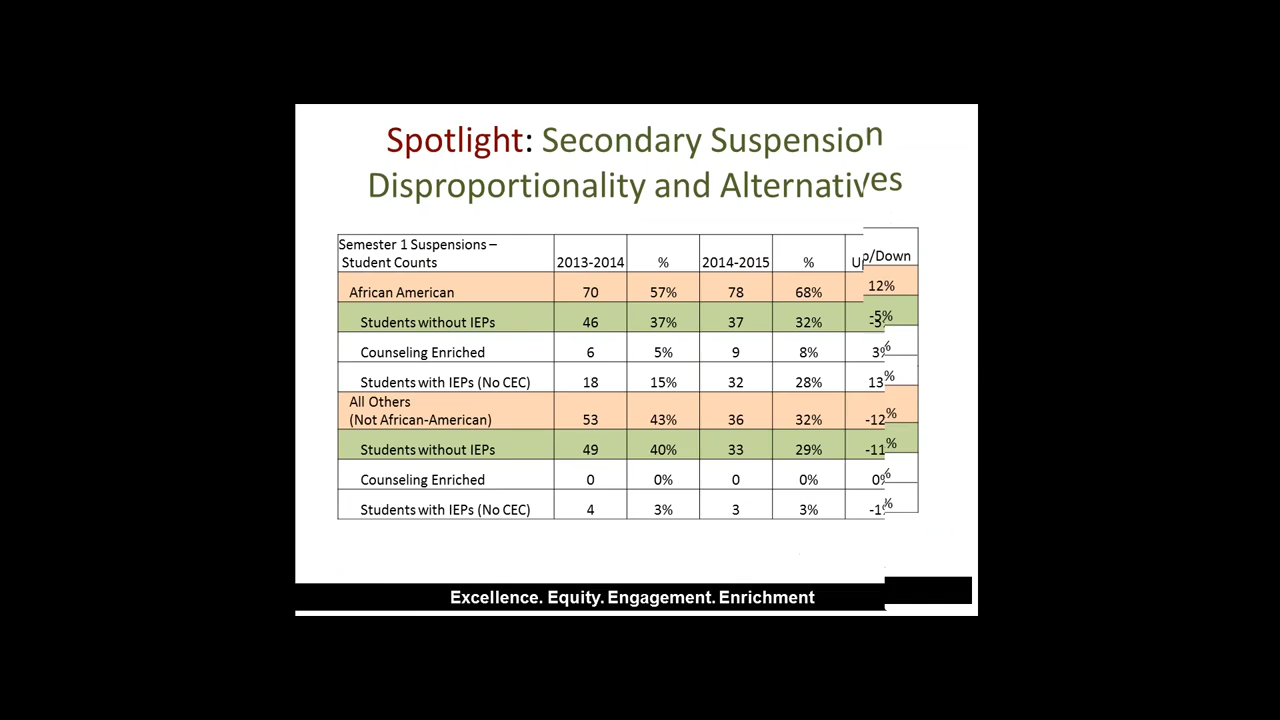 Spotlight: Secondary Suspension
Disproportionality and Alternatives
Semester 1 Suspensions –
Student Counts 2013-2014 % 2014-2015 % Up/Down
African American 70 57% 78 68% 12%
Students without IEPs 46 37% 37 32% -5%
Counseling Enriched 6 5% 9 8% 3%
Students with IEPs (No CEC) 18 15% 32 28% 13%
All Others
(Not African-American) 53 43% 36 32% -12%
Students without IEPs 49 40% 33 29% -11%
Counseling Enriched 0 0% 0 0% 0%
Students with IEPs (No CEC) 4 3% 3 3% -1%
Excellence. Equity. Engagement. Enrichment